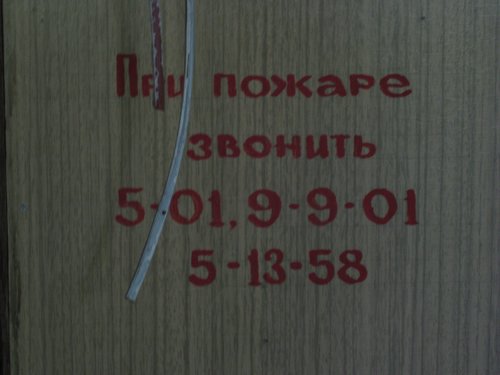 При пожаре
звонить
5-01, 9-9-01
5-13-58